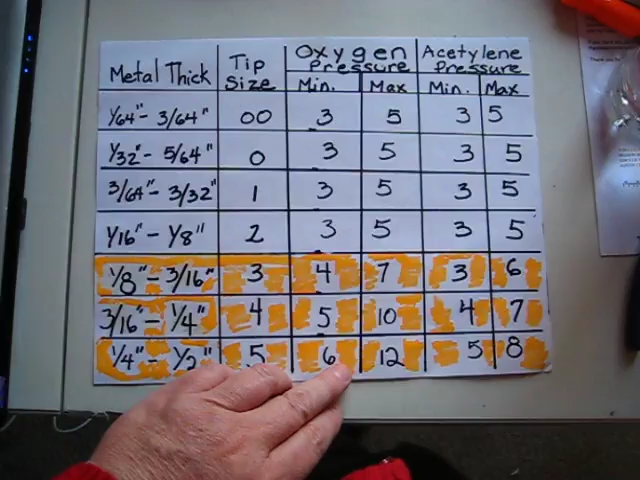 Metal Thick Tip Size Oxygen Pressure Acetylene Pressure
Min. Max Min. Max
1/64" - 3/64" 00 3 5 3 5
1/32" - 5/64" 0 3 5 3 5
3/64" - 3/32" 1 3 5 3 5
1/16" - 1/8" 2 3 5 3 5
1/8" - 3/16" 3 4 7 3 6
3/16" - 1/4" 4 5 10 4 7
1/4" - 1/2" 5 6 12 5 8